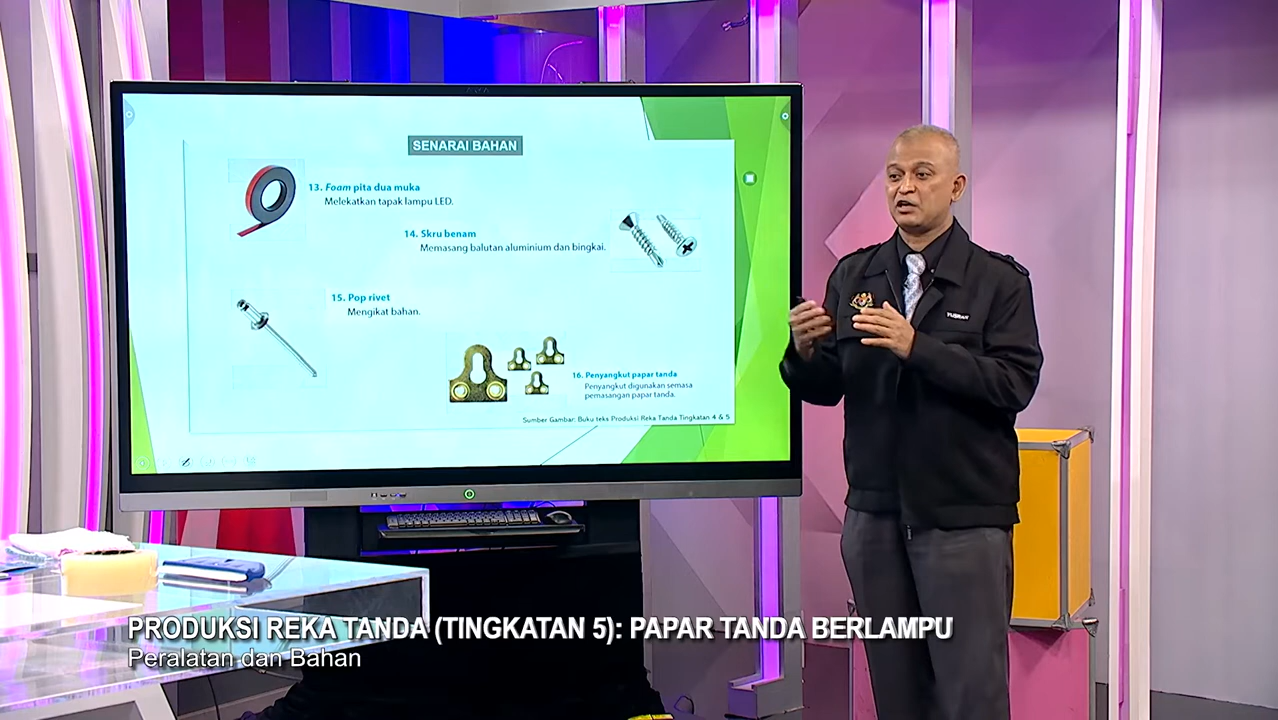 SENARAI BAHAN
13. Foam pita dua muka
Melekatkan tapak lampu LED.
14. Skru benam
Memasang balutan aluminium dan bingkai.
15. Pop rivet
Mengikat bahan.
16. Penyangkut papar tanda
Penyangkut digunakan semasa
pemasangan papar tanda.
Sumber Gambar: Buku teks Produksi Reka Tanda Tingkatan 4 & 5
PRODUKSI REKA TANDA (TINGKATAN 5): PAPAR TANDA BERLAMPU
Peralatan dan Bahan